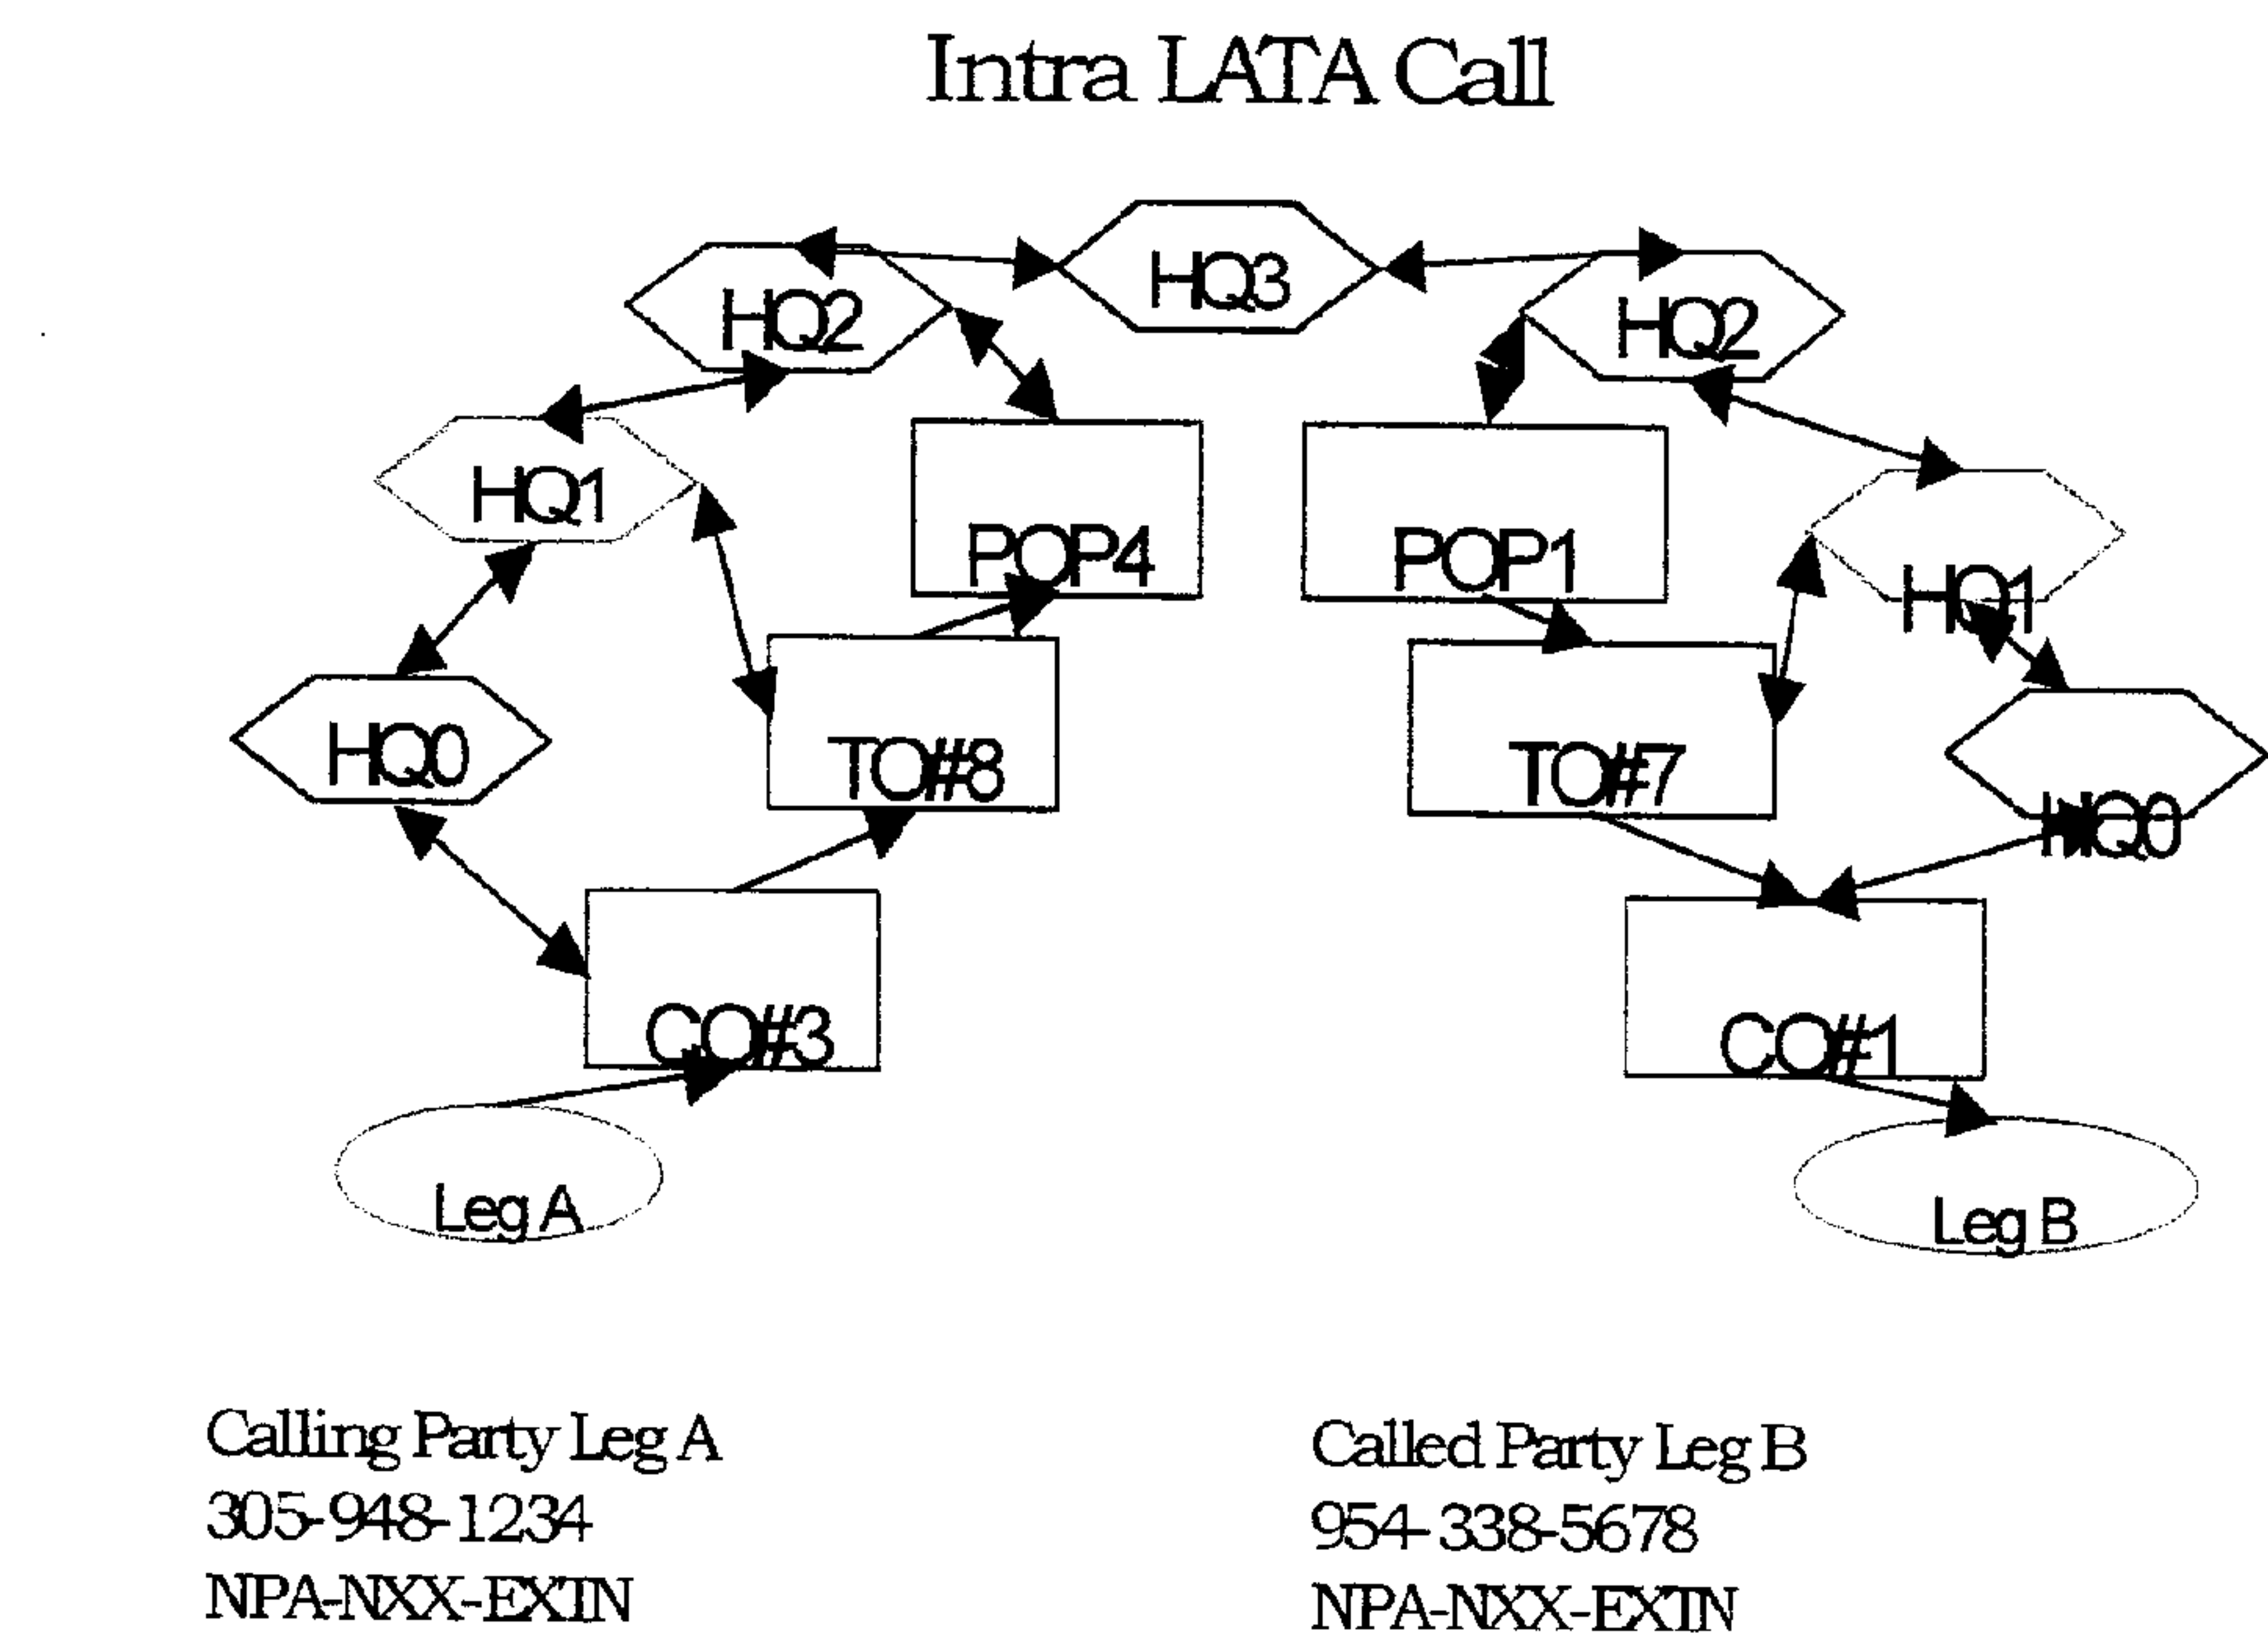 Intra LATA Call
HQ3
HQ2
HQ2
HQ1
POP4
POP1
HQ1
HQ0
TO#8
TO#7
HQ0
CO#3
CO#1
Leg A
Leg B
Calling Party Leg A
305-948-1234
NPA-NXX-EXTN
Called Party Leg B
954-338-5678
NPA-NXX-EXTN